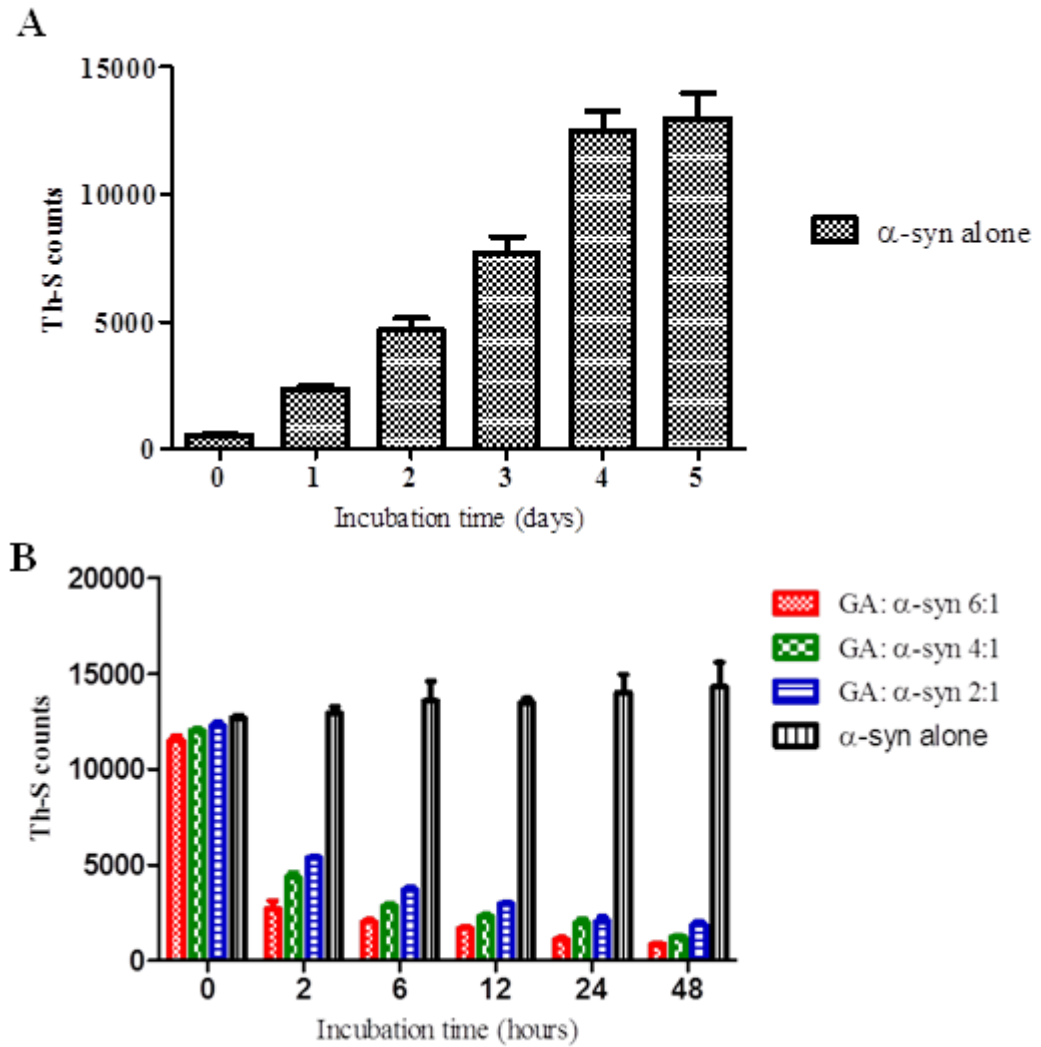 A
15000
10000
5000
0
Th-S counts
0 1 2 3 4 5
Incubation time (days)
α-syn alone
B
20000
15000
10000
5000
0
Th-S counts
0 2 6 12 24 48
Incubation time (hours)
GA: α-syn 6:1
GA: α-syn 4:1
GA: α-syn 2:1
α-syn alone